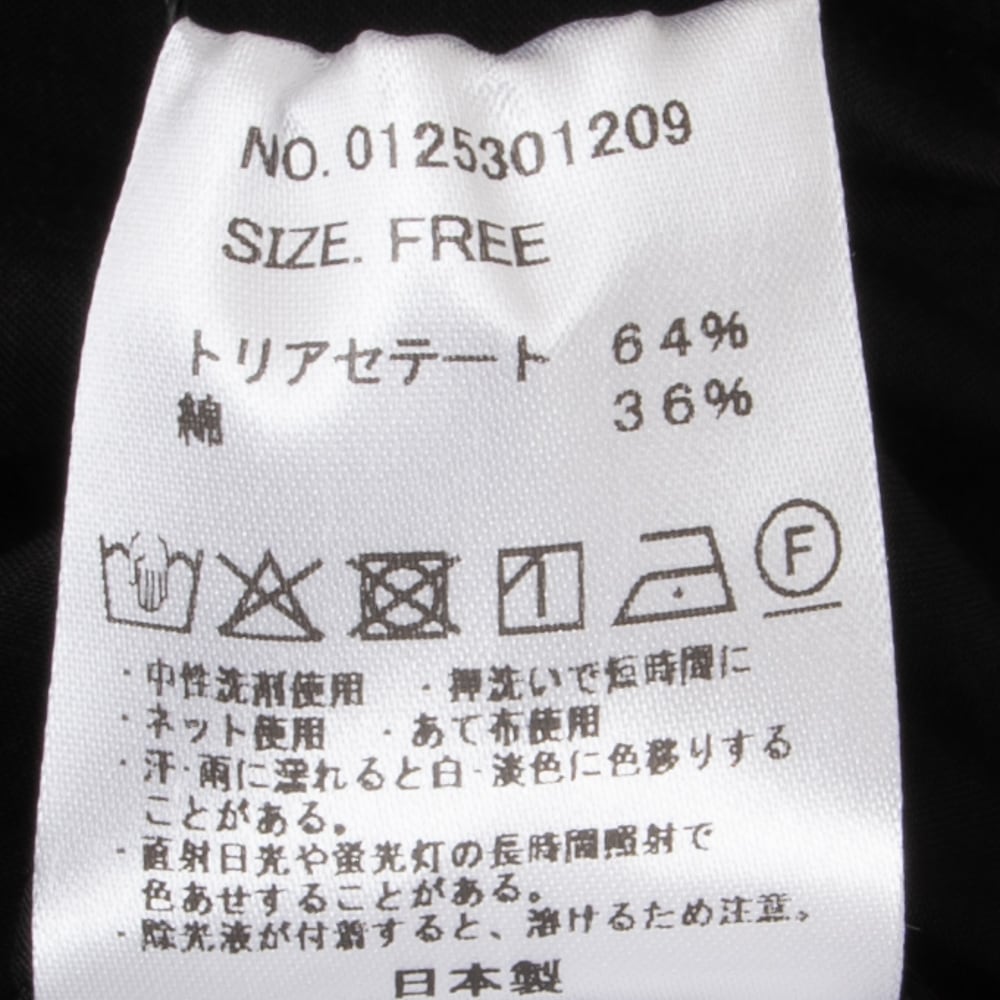 NO. 0125301209
SIZE. FREE
トリアセテート 64%
綿 36%
F
・中性洗剤使用 ・押洗いで短時間に
・ネット使用 ・あて布使用
・汗・雨に濡れると白・淡色に色移りする
ことがある。
・直射日光や蛍光灯の長時間照射で
色あせすることがある。
・除光液が付着すると、溶けるため注意。
日本製